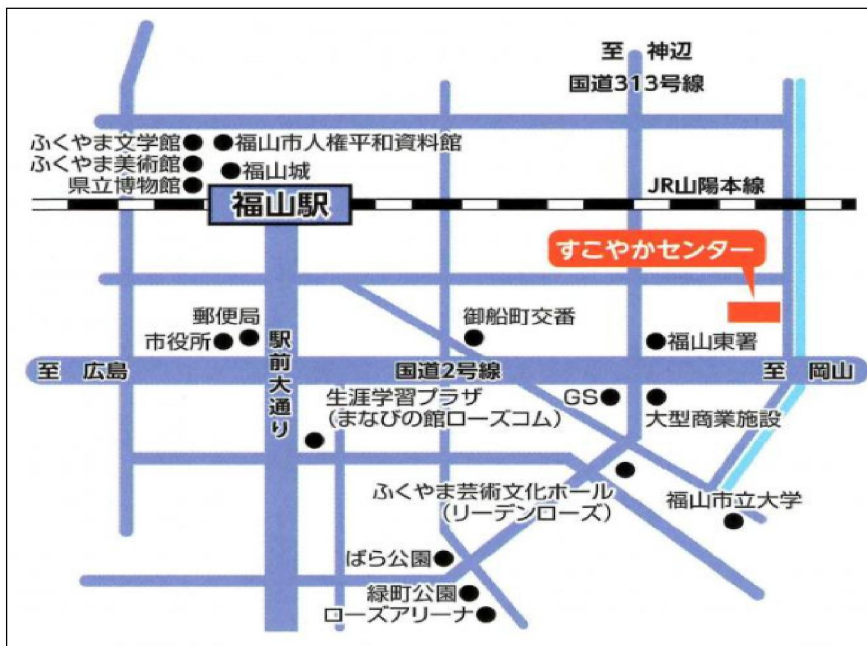 至 神辺
国道313号線
ふくやま文学館
福山市人権平和資料館
ふくやま美術館
福山城
県立博物館
JR山陽本線
福山駅
すこやかセンター
郵便局
御船町交番
市役所
福山東署
駅前大通り
至 広島
国道2号線
至 岡山
生涯学習プラザ
(まなびの館ローズコム)
GS
大型商業施設
ふくやま芸術文化ホール
(リーデンローズ)
福山市立大学
ばら公園
緑町公園
ローズアリーナ